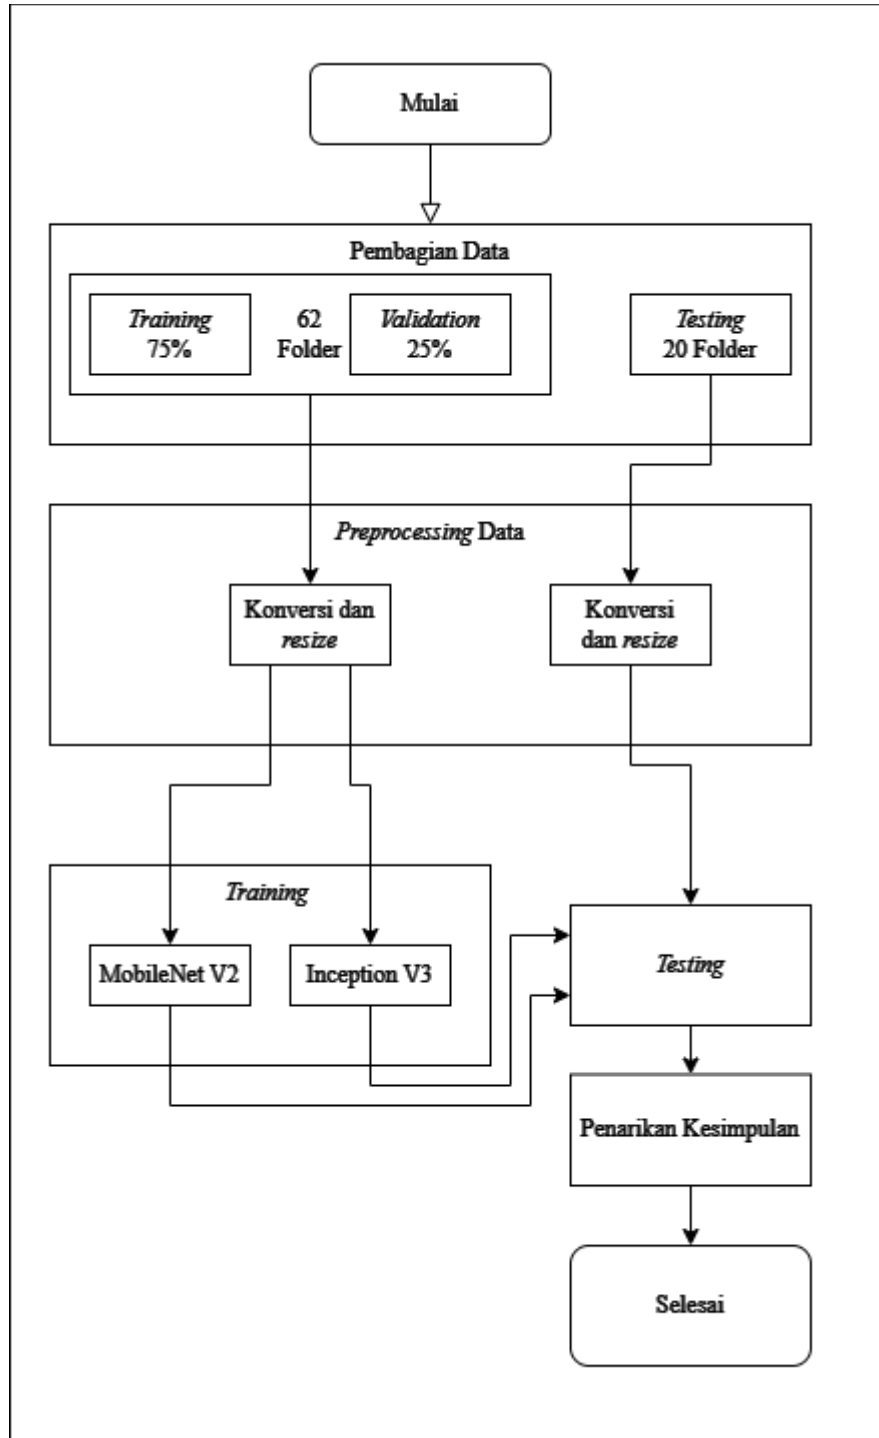 Mulai
Pembagian Data
Training
75%
62
Folder
Validation
25%
Testing
20 Folder
Preprocessing Data
Konversi dan
resize
Konversi
dan resize
Training
MobileNet V2
Inception V3
Testing
Penarikan Kesimpulan
Selesai